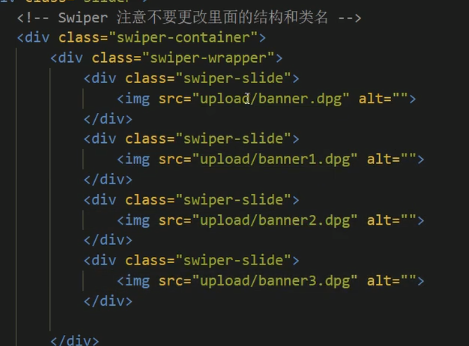 <!-- Swiper 注意不要更改里面的结构和类名 -->
<div class="swiper-container">
<div class="swiper-wrapper">
<div class="swiper-slide">
<img src="upload/banner.dpg" alt="">
</div>
<div class="swiper-slide">
<img src="upload/banner1.dpg" alt="">
</div>
<div class="swiper-slide">
<img src="upload/banner2.dpg" alt="">
</div>
<div class="swiper-slide">
<img src="upload/banner3.dpg" alt="">
</div>
</div>